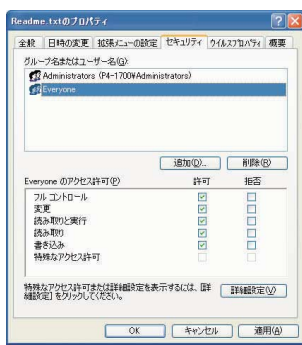 Readme.txtのプロパティ
全般 日時の変更 拡張メニューの設定 セキュリティ ウイルスプロパティ 概要
グループ名またはユーザー名(G):
Administrators (P4-1700¥Administrators)
Everyone
追加(D)... 削除(R)
Everyone のアクセス許可(P) 許可 拒否
フル コントロール
変更
読み取りと実行
読み取り
書き込み
特殊なアクセス許可
特殊なアクセス許可または詳細設定を表示するには、[詳
細設定] をクリックしてください。
詳細設定(V)
OK キャンセル 適用(A)